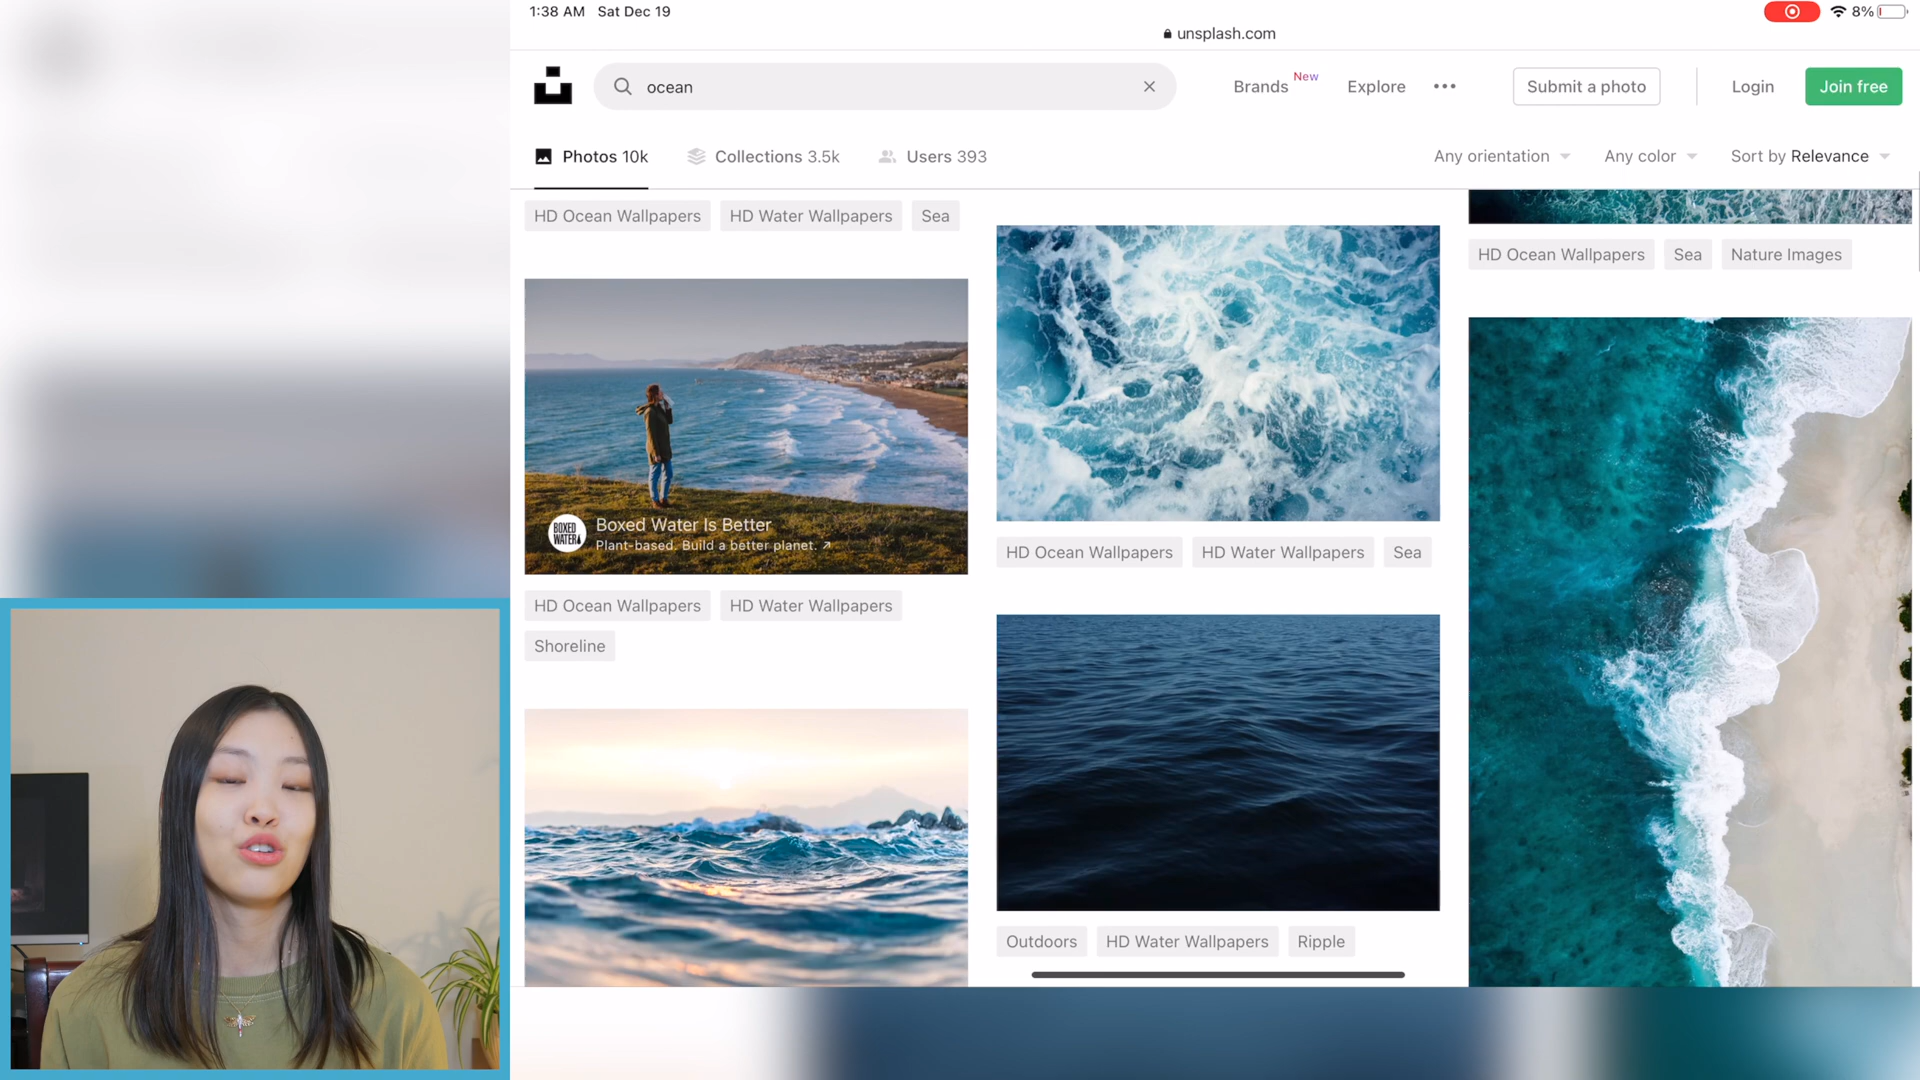 1:38 AM Sat Dec 19
8%
unsplash.com
ocean
Brands New Explore
Submit a photo
Login
Join free
Photos 10k
Collections 3.5k
Users 393
Any orientation
Any color
Sort by Relevance
HD Ocean Wallpapers HD Water Wallpapers Sea
BOXED WATER
Boxed Water Is Better
Plant-based. Build a better planet.
HD Ocean Wallpapers HD Water Wallpapers
Shoreline
HD Ocean Wallpapers HD Water Wallpapers Sea
Outdoors HD Water Wallpapers Ripple
HD Ocean Wallpapers Sea Nature Images